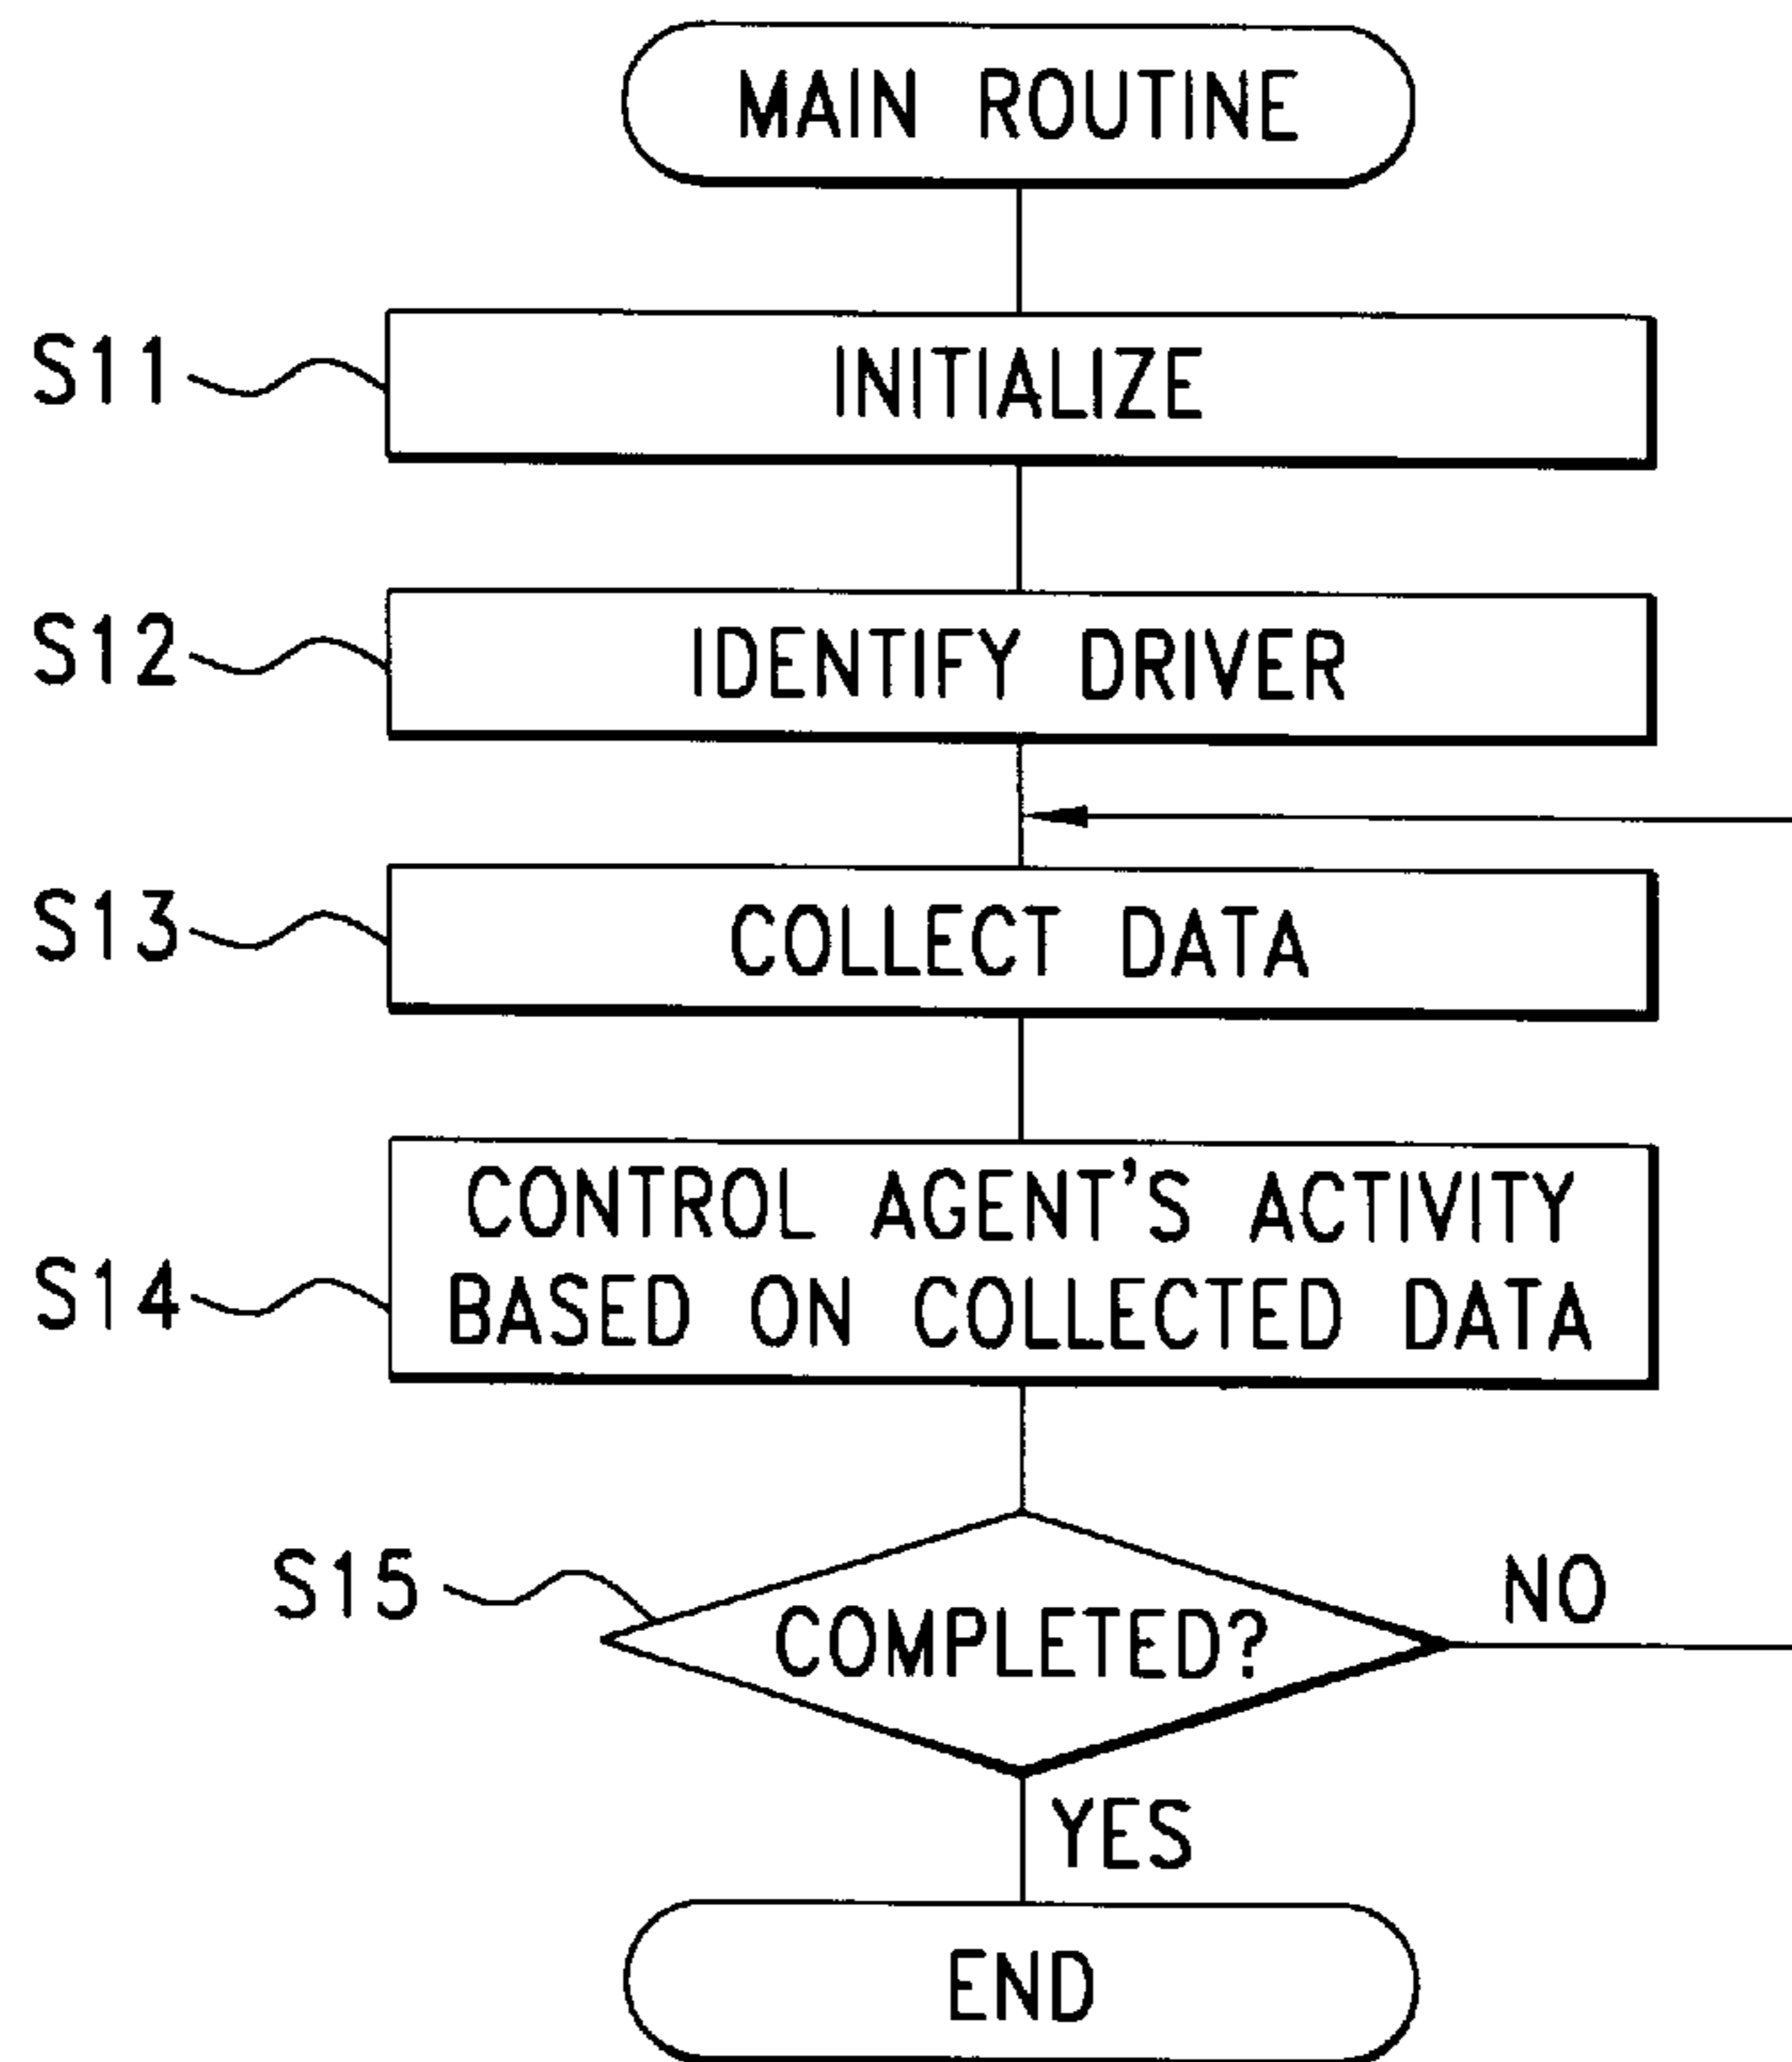 MAIN ROUTINE
S11
INITIALIZE
S12
IDENTIFY DRIVER
S13
COLLECT DATA
S14
CONTROL AGENT'S ACTIVITY
BASED ON COLLECTED DATA
S15
COMPLETED?
NO
YES
END